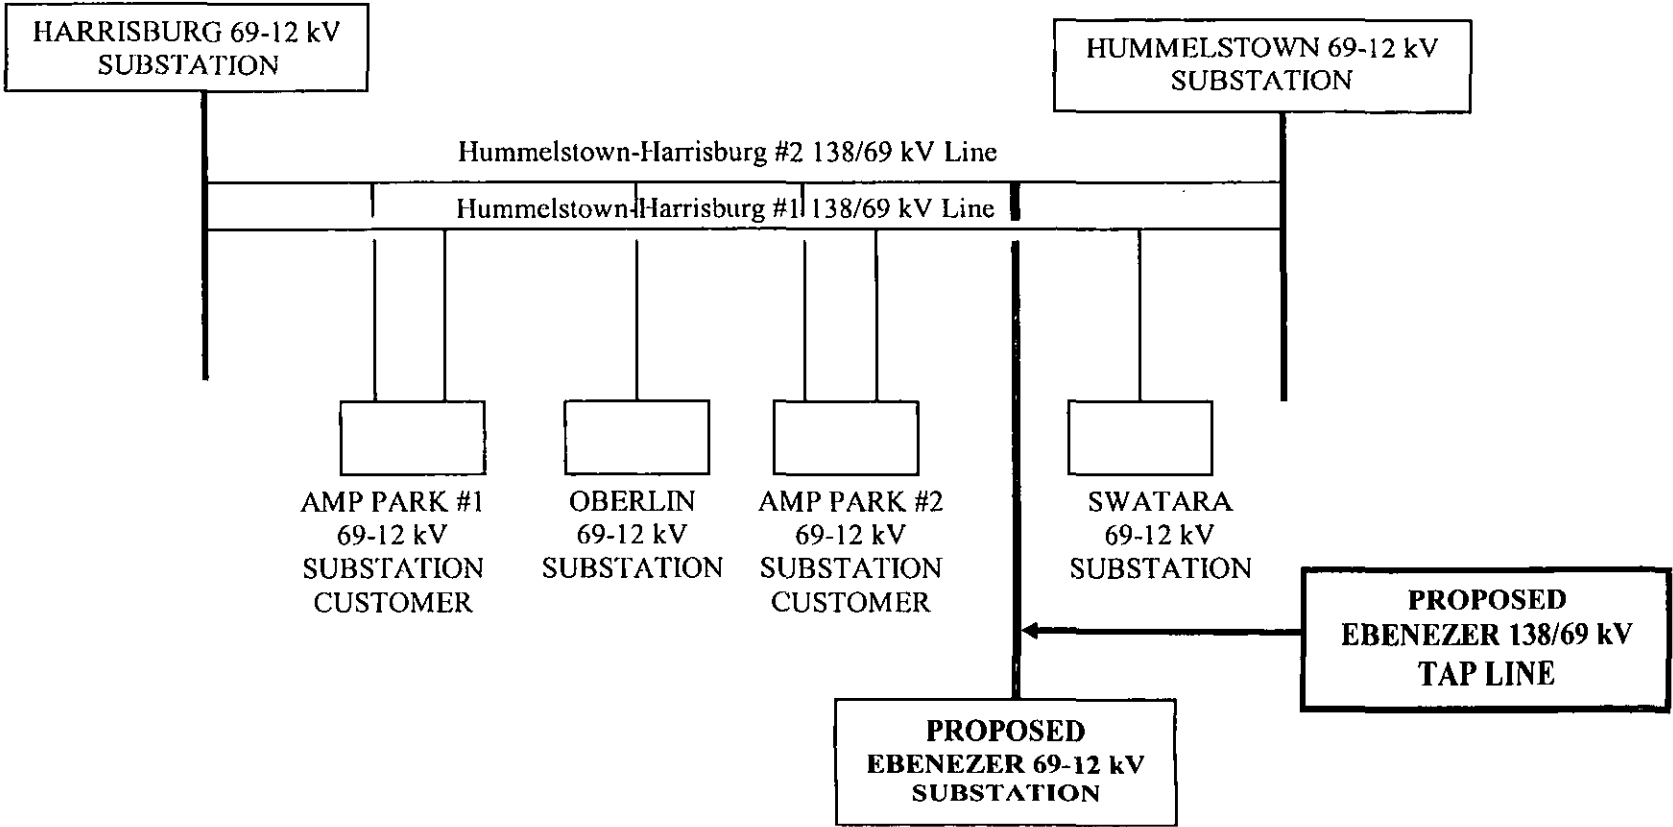 HARRISBURG 69-12 kV
SUBSTATION
HUMMELSTOWN 69-12 kV
SUBSTATION
Hummelstown-Harrisburg #2 138/69 kV Line
Hummelstown-Harrisburg #1 138/69 kV Line
AMP PARK #1
69-12 kV
SUBSTATION
CUSTOMER
OBERLIN
69-12 kV
SUBSTATION
AMP PARK #2
69-12 kV
SUBSTATION
CUSTOMER
SWATARA
69-12 kV
SUBSTATION
PROPOSED
EBENEZER 138/69 kV
TAP LINE
PROPOSED
EBENEZER 69-12 kV
SUBSTATION